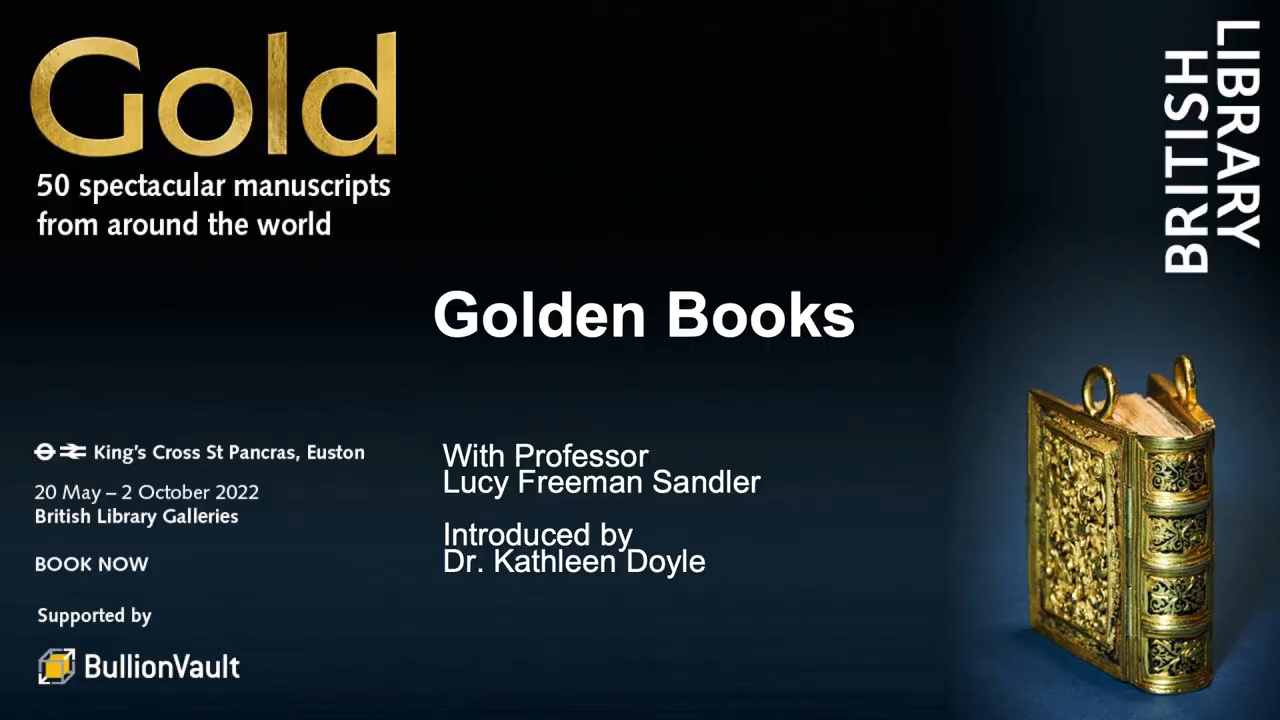 Gold
50 spectacular manuscripts
from around the world
BRITISH
LIBRARY
Golden Books
King's Cross St Pancras, Euston
20 May – 2 October 2022
British Library Galleries
BOOK NOW
Supported by
BullionVault
With Professor
Lucy Freeman Sandler
Introduced by
Dr. Kathleen Doyle